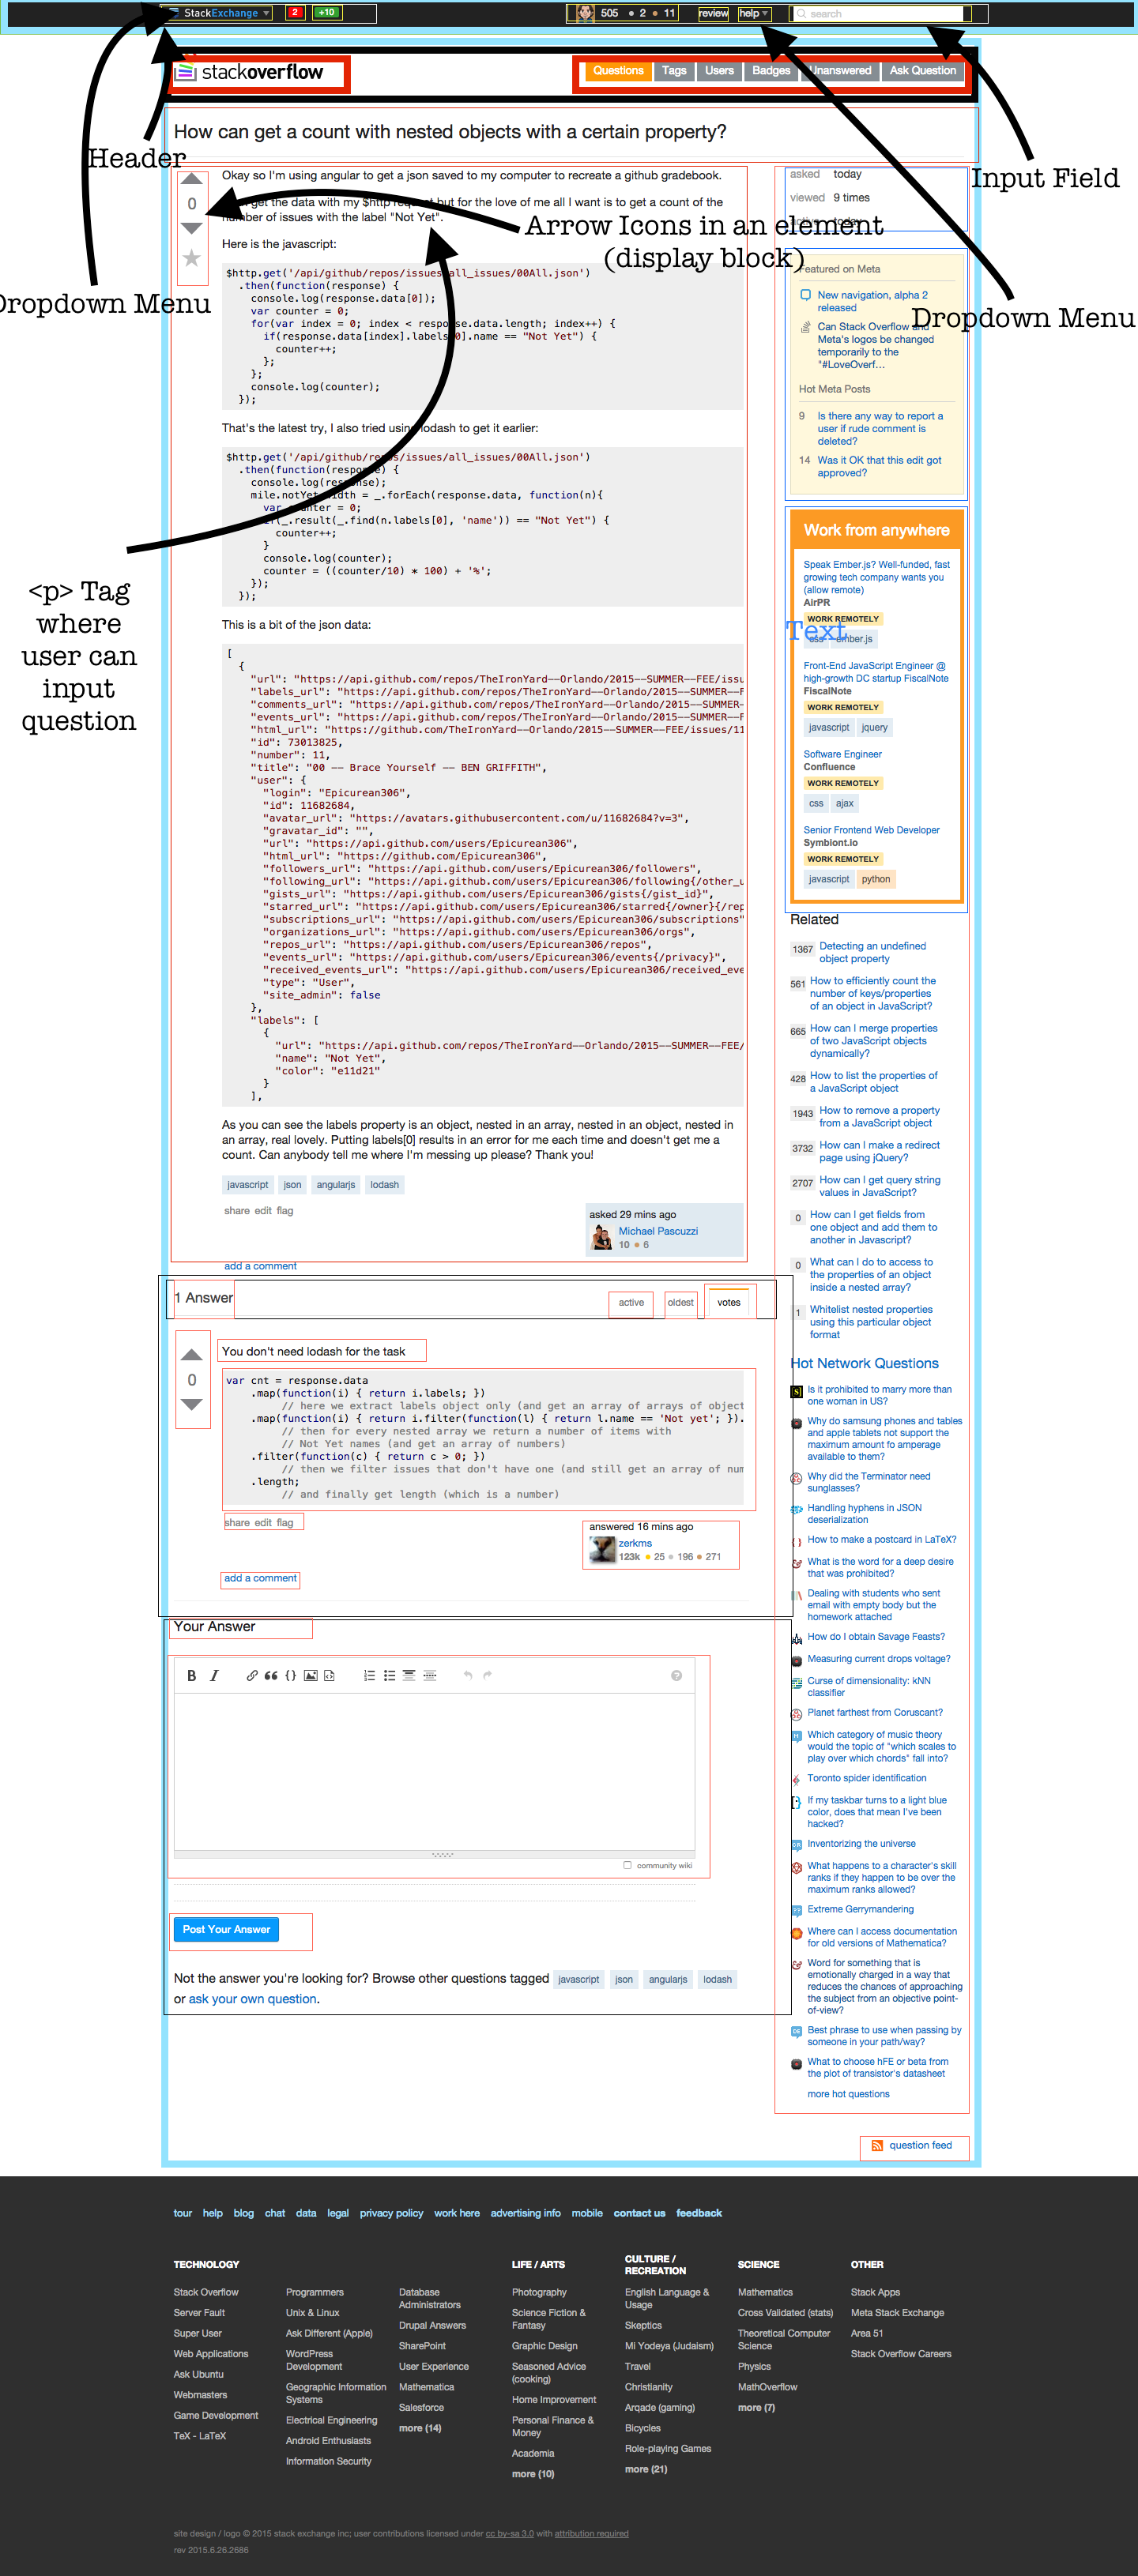 StackExchange 2 +10 505 2 11 review help search
stackoverflow Questions Tags Users Badges Unanswered Ask Question
How can get a count with nested objects with a certain property?
Header
Input Field
Dropdown Menu
Arrow Icons in an element
(display block)
Dropdown Menu
<p> Tag
where
user can
input
question
Text
0
Okay so I'm using angular to get a json saved to my computer to recreate a github gradebook.
get the data with my $http request but for the love of me all I want is to get a count of the
number of issues with the label "Not Yet".
Here is the javascript:
$http.get('/api/github/repos/issues/all_issues/00All.json')
.then(function(response) {
console.log(response.data[0]);
var counter = 0;
for(var index = 0; index < response.data.length; index++) {
if(response.data[index].labels[0].name == "Not Yet") {
counter++;
};
};
console.log(counter);
});
That's the latest try, I also tried using lodash to get it earlier:
$http.get('/api/github/repos/issues/all_issues/00All.json')
.then(function(response) {
console.log(response);
mile.notYet.width = _.forEach(response.data, function(n){
var counter = 0;
if(_.result(_.find(n.labels[0], 'name')) == "Not Yet") {
counter++;
}
console.log(counter);
counter = ((counter/10) * 100) + '%';
});
});
This is a bit of the json data:
[
{
"url": "https://api.github.com/repos/TheIronYard--Orlando/2015--SUMMER--FEE/issu
"labels_url": "https://api.github.com/repos/TheIronYard--Orlando/2015--SUMMER--F
"comments_url": "https://api.github.com/repos/TheIronYard--Orlando/2015--SUMMER--F
"events_url": "https://api.github.com/repos/TheIronYard--Orlando/2015--SUMMER--F
"html_url": "https://github.com/TheIronYard--Orlando/2015--SUMMER--FEE/issues/11
"id": 73013825,
"number": 11,
"title": "00 -- Brace Yourself -- BEN GRIFFITH",
"user": {
"login": "Epicurean306",
"id": 11682684,
"avatar_url": "https://avatars.githubusercontent.com/u/11682684?v=3",
"gravatar_id": "",
"url": "https://api.github.com/users/Epicurean306",
"html_url": "https://github.com/Epicurean306",
"followers_url": "https://api.github.com/users/Epicurean306/followers",
"following_url": "https://api.github.com/users/Epicurean306/following{/other_u
"gists_url": "https://api.github.com/users/Epicurean306/gists{/gist_id}",
"starred_url": "https://api.github.com/users/Epicurean306/starred{/owner}{/rep
"subscriptions_url": "https://api.github.com/users/Epicurean306/subscriptions"
"organizations_url": "https://api.github.com/users/Epicurean306/orgs",
"repos_url": "https://api.github.com/users/Epicurean306/repos",
"events_url": "https://api.github.com/users/Epicurean306/events{/privacy}",
"received_events_url": "https://api.github.com/users/Epicurean306/received_eve
"type": "User",
"site_admin": false
},
"labels": [
{
"url": "https://api.github.com/repos/TheIronYard--Orlando/2015--SUMMER--FEE/
"name": "Not Yet",
"color": "e11d21"
}
],
As you can see the labels property is an object, nested in an array, nested in an object, nested in
an array, real lovely. Putting labels[0] results in an error for me each time and doesn't get me a
count. Can anybody tell me where I'm messing up please? Thank you!
javascript json angularjs lodash
share edit flag
asked 29 mins ago
Michael Pascuzzi
10 6
add a comment
1 Answer active oldest votes
0
You don't need lodash for the task
var cnt = response.data
.map(function(i) { return i.labels; })
// here we extract labels object only (and get an array of arrays of object
.map(function(i) { return i.filter(function(l) { return l.name == 'Not yet'; }).
// then for every nested array we return a number of items with
// Not Yet names (and get an array of numbers)
.filter(function(c) { return c > 0; })
// then we filter issues that don't have one (and still get an array of num
.length;
// and finally get length (which is a number)
share edit flag
answered 16 mins ago
zerkms
123k 25 196 271
add a comment
Your Answer
B I
community wiki
Post Your Answer
Not the answer you're looking for? Browse other questions tagged javascript json angularjs lodash
or ask your own question.
asked today
viewed 9 times
active today
Featured on Meta
New navigation, alpha 2
released
Can Stack Overflow and
Meta's logos be changed
temporarily to the
"#LoveOverf...
Hot Meta Posts
9 Is there any way to report a
user if rude comment is
deleted?
14 Was it OK that this edit got
approved?
Work from anywhere
Speak Ember.js? Well-funded, fast
growing tech company wants you
(allow remote)
AirPR
WORK REMOTELY
css ember.js
Front-End JavaScript Engineer @
high-growth DC startup FiscalNote
FiscalNote
WORK REMOTELY
javascript jquery
Software Engineer
Confluence
WORK REMOTELY
css ajax
Senior Frontend Web Developer
Symbiont.io
WORK REMOTELY
javascript python
Related
1367 Detecting an undefined
object property
561 How to efficiently count the
number of keys/properties
of an object in JavaScript?
665 How can I merge properties
of two JavaScript objects
dynamically?
428 How to list the properties of
a JavaScript object
1943 How to remove a property
from a JavaScript object
3732 How can I make a redirect
page using jQuery?
2707 How can I get query string
values in JavaScript?
0 How can I get fields from
one object and add them to
another in Javascript?
0 What can I do to access to
the properties of an object
inside a nested array?
1 Whitelist nested properties
using this particular object
format
Hot Network Questions
Is it prohibited to marry more than
one woman in US?
Why do samsung phones and tables
and apple tablets not support the
maximum amount fo amperage
available to them?
Why did the Terminator need
sunglasses?
Handling hyphens in JSON
deserialization
How to make a postcard in LaTeX?
What is the word for a deep desire
that was prohibited?
Dealing with students who sent
email with empty body but the
homework attached
How do I obtain Savage Feasts?
Measuring current drops voltage?
Curse of dimensionality: kNN
classifier
Planet farthest from Coruscant?
Which category of music theory
would the topic of "which scales to
play over which chords" fall into?
Toronto spider identification
If my taskbar turns to a light blue
color, does that mean I've been
hacked?
Inventorizing the universe
What happens to a character's skill
ranks if they happen to be over the
maximum ranks allowed?
Extreme Gerrymandering
Where can I access documentation
for old versions of Mathematica?
Word for something that is
emotionally charged in a way that
reduces the chances of approaching
the subject from an objective point-
of-view?
Best phrase to use when passing by
someone in your path/way?
What to choose hFE or beta from
the plot of transistor's datasheet
more hot questions
question feed
tour help blog chat data legal privacy policy work here advertising info mobile contact us feedback
TECHNOLOGY
Stack Overflow
Server Fault
Super User
Web Applications
Ask Ubuntu
Webmasters
Game Development
TeX - LaTeX
Programmers
Unix & Linux
Ask Different (Apple)
WordPress
Development
Geographic Information
Systems
Electrical Engineering
Android Enthusiasts
Information Security
Database
Administrators
Drupal Answers
SharePoint
User Experience
Mathematica
Salesforce
more (14)
LIFE / ARTS
Photography
Science Fiction &
Fantasy
Graphic Design
Seasoned Advice
(cooking)
Home Improvement
Personal Finance &
Money
Academia
more (10)
CULTURE /
RECREATION
English Language &
Usage
Skeptics
Mi Yodeya (Judaism)
Travel
Christianity
Arqade (gaming)
Bicycles
Role-playing Games
more (21)
SCIENCE
Mathematics
Cross Validated (stats)
Theoretical Computer
Science
Physics
MathOverflow
more (7)
OTHER
Stack Apps
Meta Stack Exchange
Area 51
Stack Overflow Careers
site design / logo © 2015 stack exchange inc; user contributions licensed under cc by-sa 3.0 with attribution required
rev 2015.6.26.2686